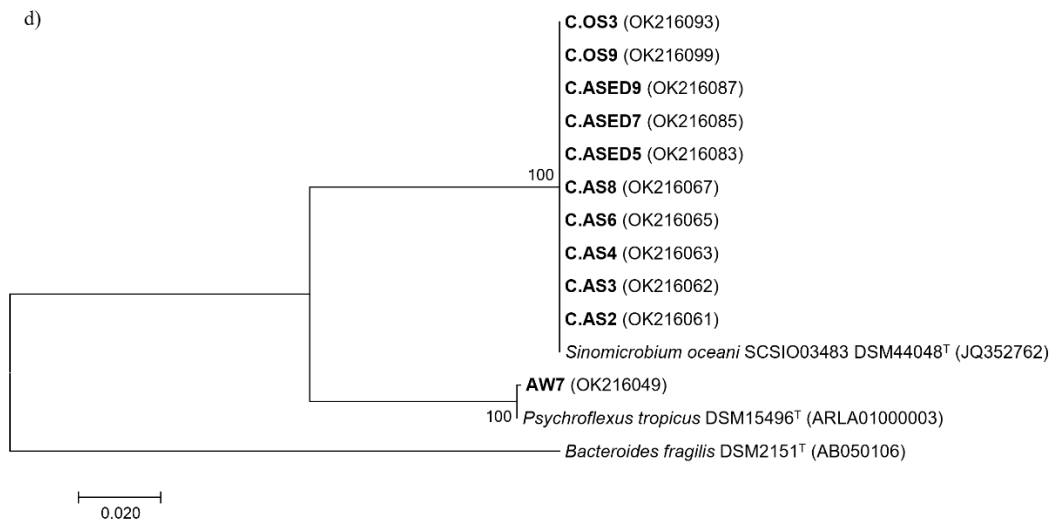 d)
C.OS3 (OK216093)
C.OS9 (OK216099)
C.ASED9 (OK216087)
C.ASED7 (OK216085)
C.ASED5 (OK216083)
100
C.AS8 (OK216067)
C.AS6 (OK216065)
C.AS4 (OK216063)
C.AS3 (OK216062)
C.AS2 (OK216061)
Sinomicrobium oceani SCSIO03483 DSM44048ᵀ (JQ352762)
AW7 (OK216049)
100
Psychroflexus tropicus DSM15496ᵀ (ARLA01000003)
Bacteroides fragilis DSM2151ᵀ (AB050106)
0.020